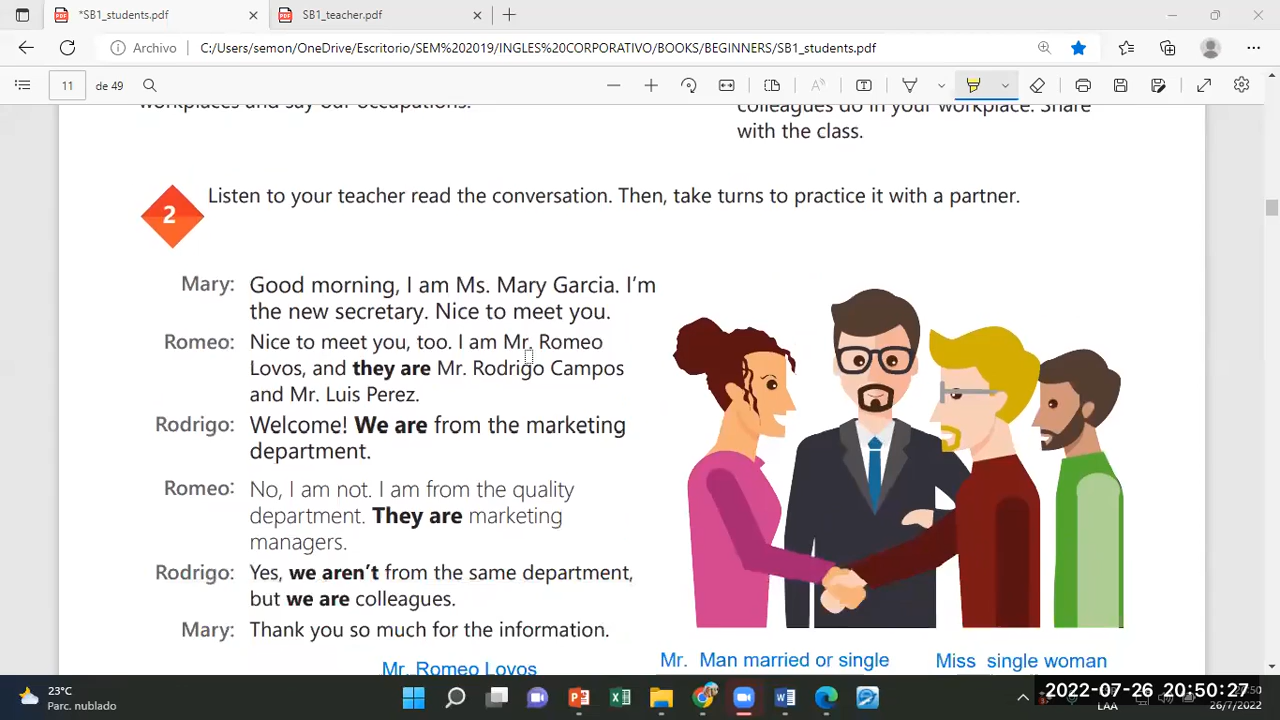 *SB1_students.pdf
SB1_teacher.pdf
Archivo
C:/Users/semon/OneDrive/Escritorio/SEM%202019/INGLES%20CORPORATIVO/BOOKS/BEGINNERS/SB1_students.pdf
11
de 49
workplaces and say our occupations.
colleagues do in your workplace. Share
with the class.
2
Listen to your teacher read the conversation. Then, take turns to practice it with a partner.
Mary: Good morning, I am Ms. Mary Garcia. I'm
the new secretary. Nice to meet you.
Romeo: Nice to meet you, too. I am Mr. Romeo
Lovos, and they are Mr. Rodrigo Campos
and Mr. Luis Perez.
Rodrigo: Welcome! We are from the marketing
department.
Romeo: No, I am not. I am from the quality
department. They are marketing
managers.
Rodrigo: Yes, we aren't from the same department,
but we are colleagues.
Mary: Thank you so much for the information.
Mr. Romeo Lovos
Mr. Man married or single
Miss single woman
23°C
Parc. nublado
LAA
2022-07-26 20:50:27
26/7/2022